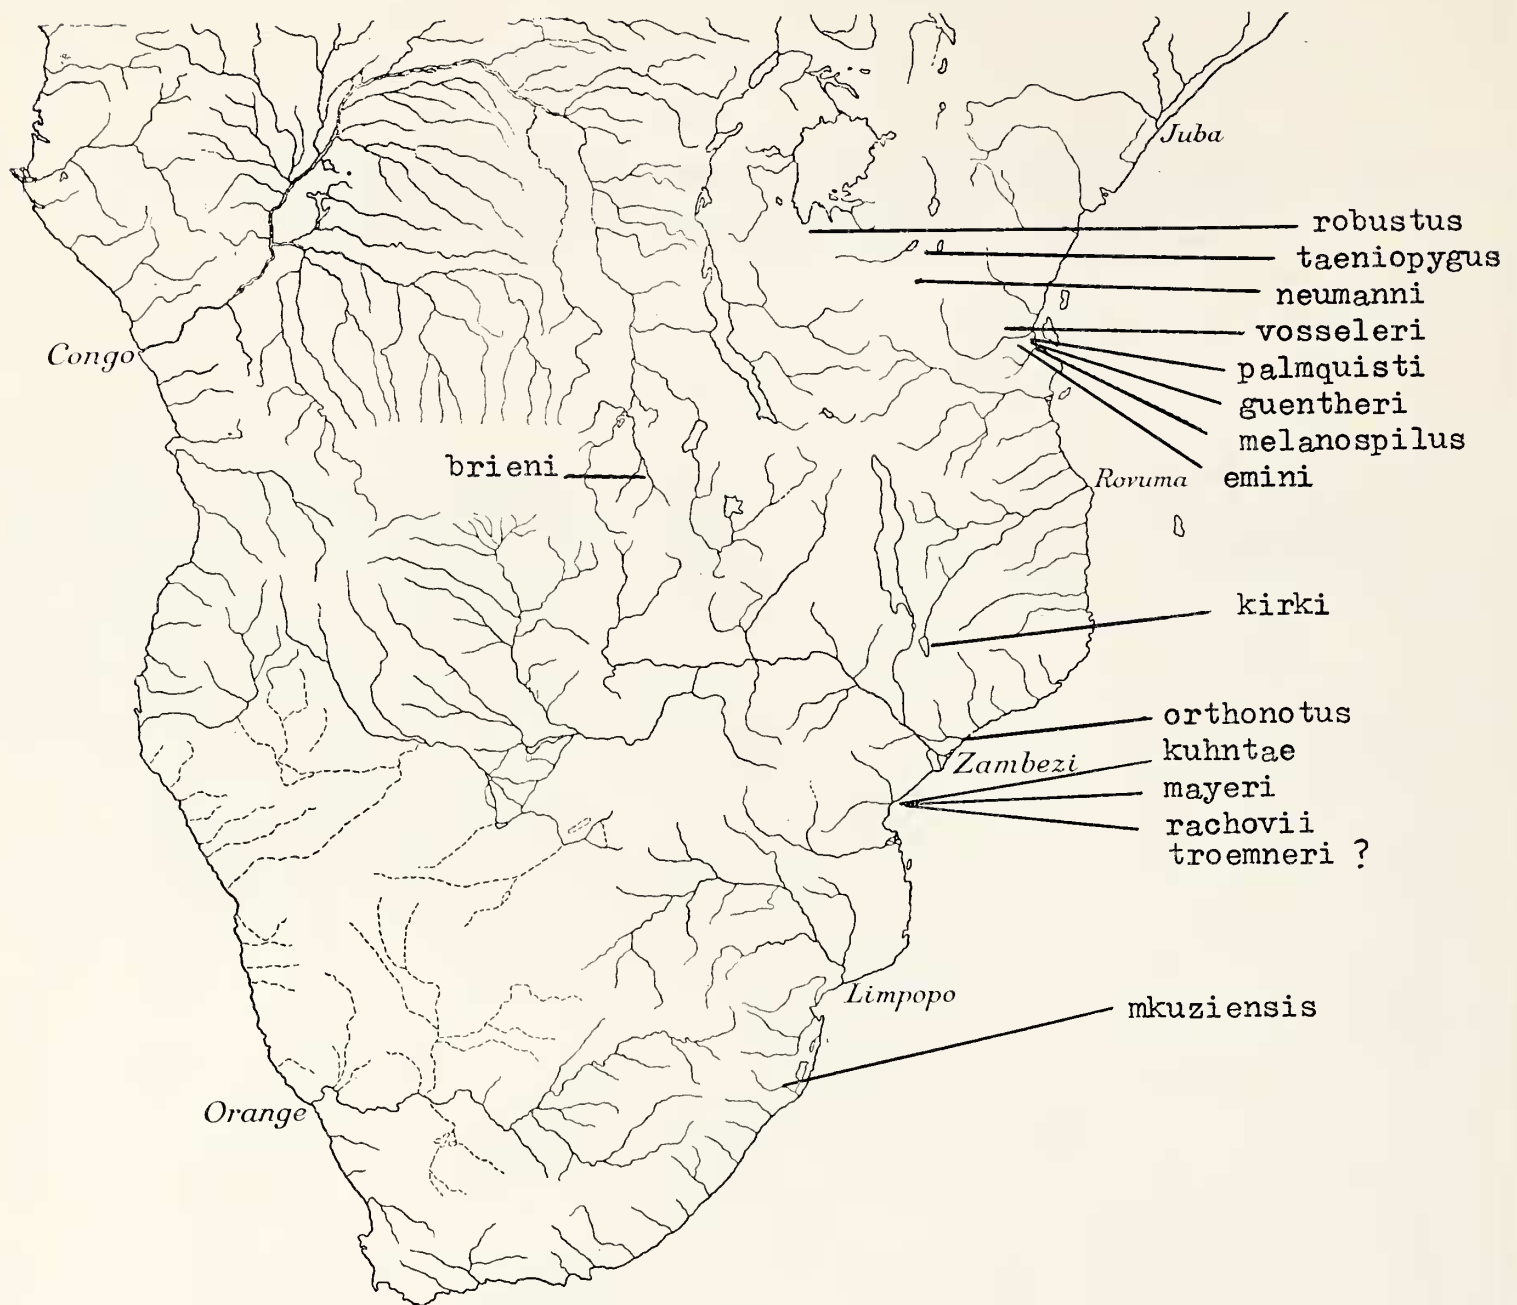 Juba
robustus
taeniopygus
neumanni
vosseleri
Congo
palmquisti
guentheri
melanospilus
brieni
Rovuma
emini
kirki
orthonotus
kuhntae
Zambezi
mayeri
rachovii
troemneri ?
Limpopo
mkuziensis
Orange